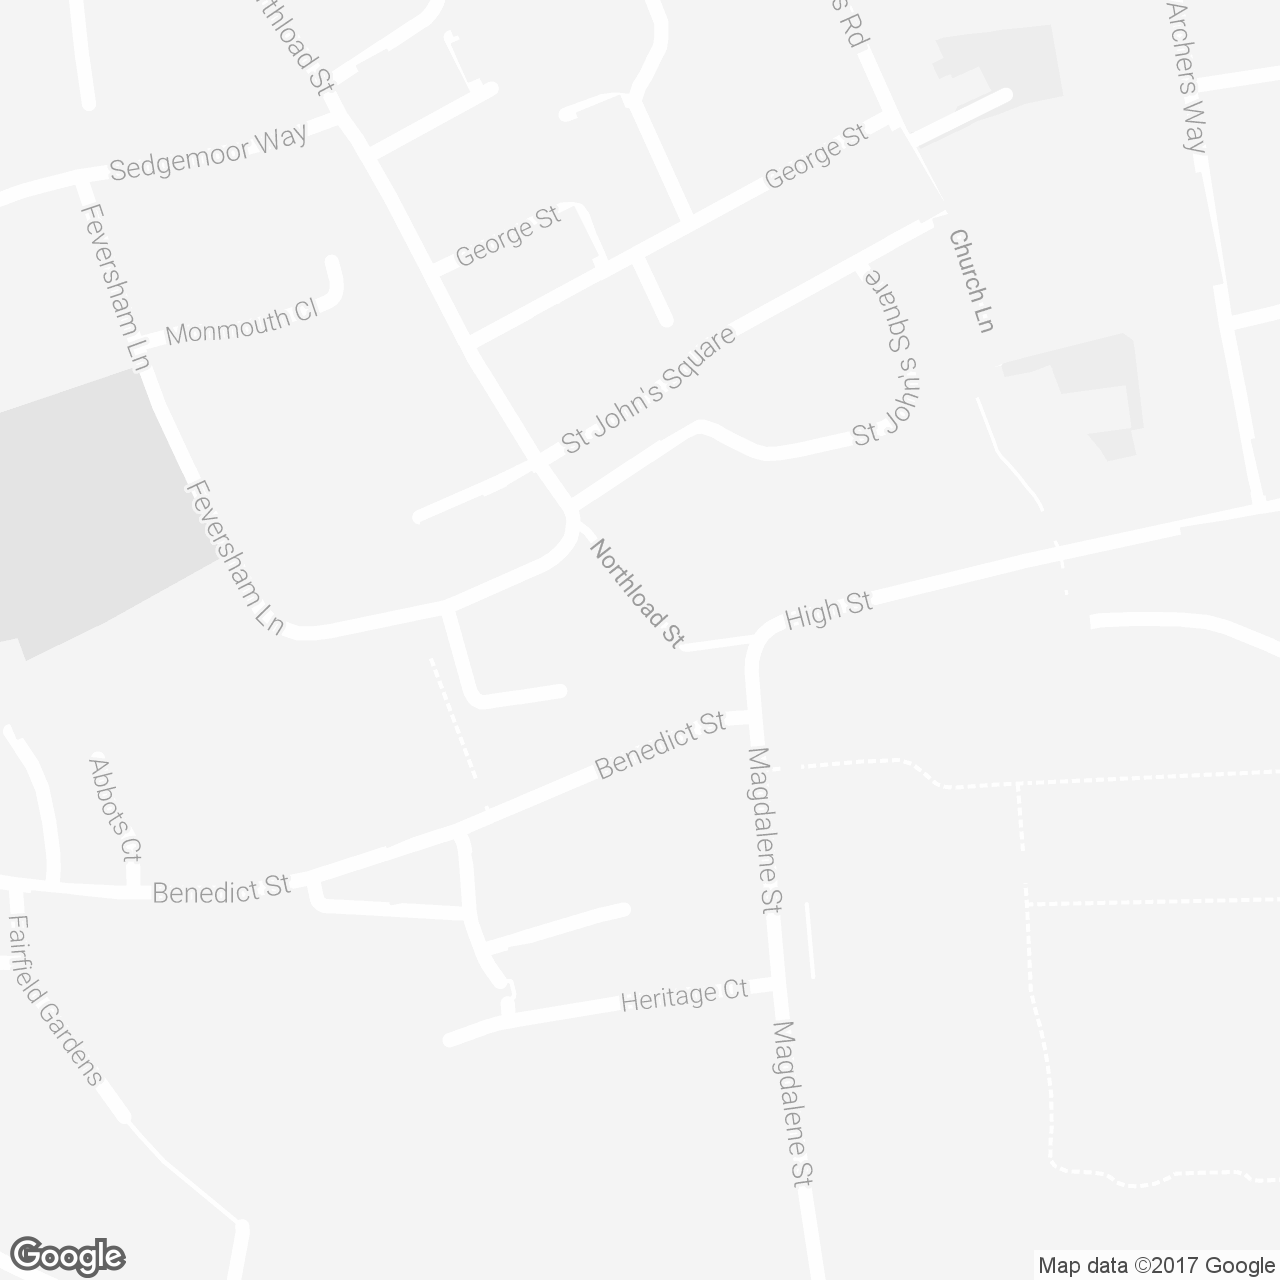 rthload St
s Rd
Archers Way
Sedgemoor Way
George St
George St
Feversham Ln
Church Ln
Monmouth Cl
St John's Square
St John's Square
Feversham Ln
Northload St
High St
Benedict St
Abbots Ct
Magdalene St
Benedict St
Fairfield Gardens
Heritage Ct
Magdalene St
Google
Map data ©2017 Google